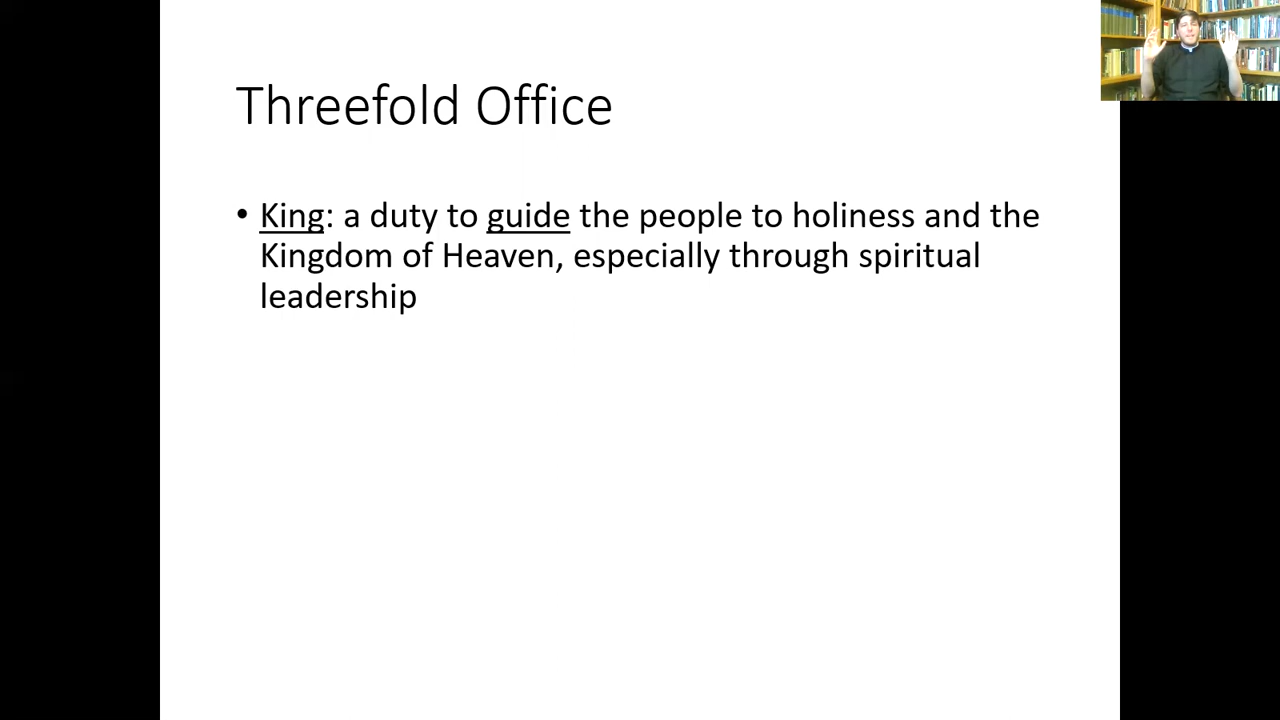 Threefold Office
• King: a duty to guide the people to holiness and the
Kingdom of Heaven, especially through spiritual
leadership